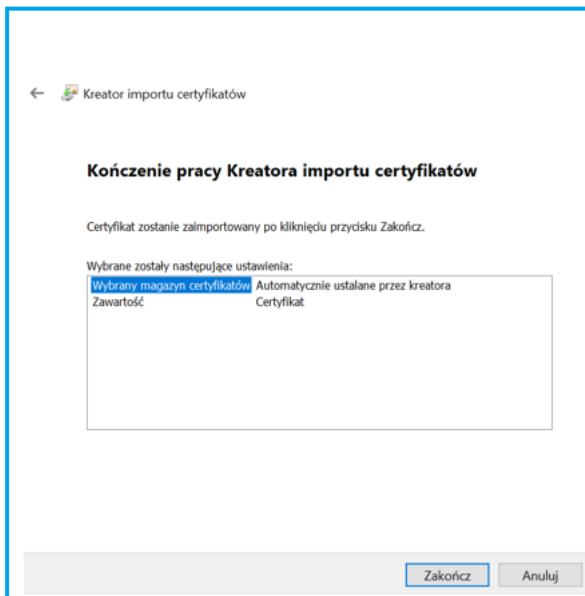 Kreator importu certyfikatów
Kończenie pracy Kreatora importu certyfikatów
Certyfikat zostanie zaimportowany po kliknięciu przycisku Zakończ.
Wybrane zostały następujące ustawienia:
Wybrany magazyn certyfikatów Automatycznie ustalane przez kreatora
Zawartość Certyfikat
Zakończ Anuluj